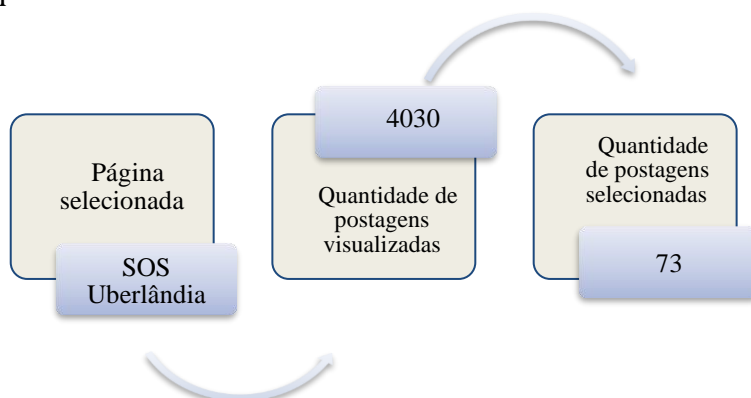 Página
selecionada
SOS
Uberlândia
4030
Quantidade de
postagens
visualizadas
Quantidade
de postagens
selecionadas
73